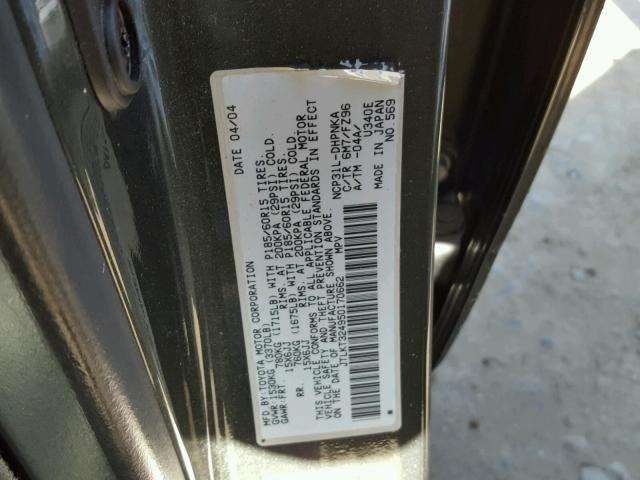 MFD.BY:TOYOTA MOTOR CORPORATION DATE 04/04
GVWR:1530KG (3370LB)
GAWR:FRT. 780KG (1715LB) WITH P185/60R15 TIRES.
15X6JJ RIMS. AT 200KPA (29PSI) COLD.
RR. 760KG (1675LB) WITH P185/60R15 TIRES.
15X6JJ RIMS. AT 200KPA (29PSI) COLD.
THIS VEHICLE CONFORMS TO ALL APPLICABLE FEDERAL MOTOR
VEHICLE SAFETY AND THEFT PREVENTION STANDARDS IN EFFECT
ON THE DATE OF MANUFACTURE SHOWN ABOVE.
JTLKT324950170662 MPV
NCP31L-DHPNKA
C/TR 6M7/FZ96
A/TM -04A/ U340E
MADE IN JAPAN
NO.569